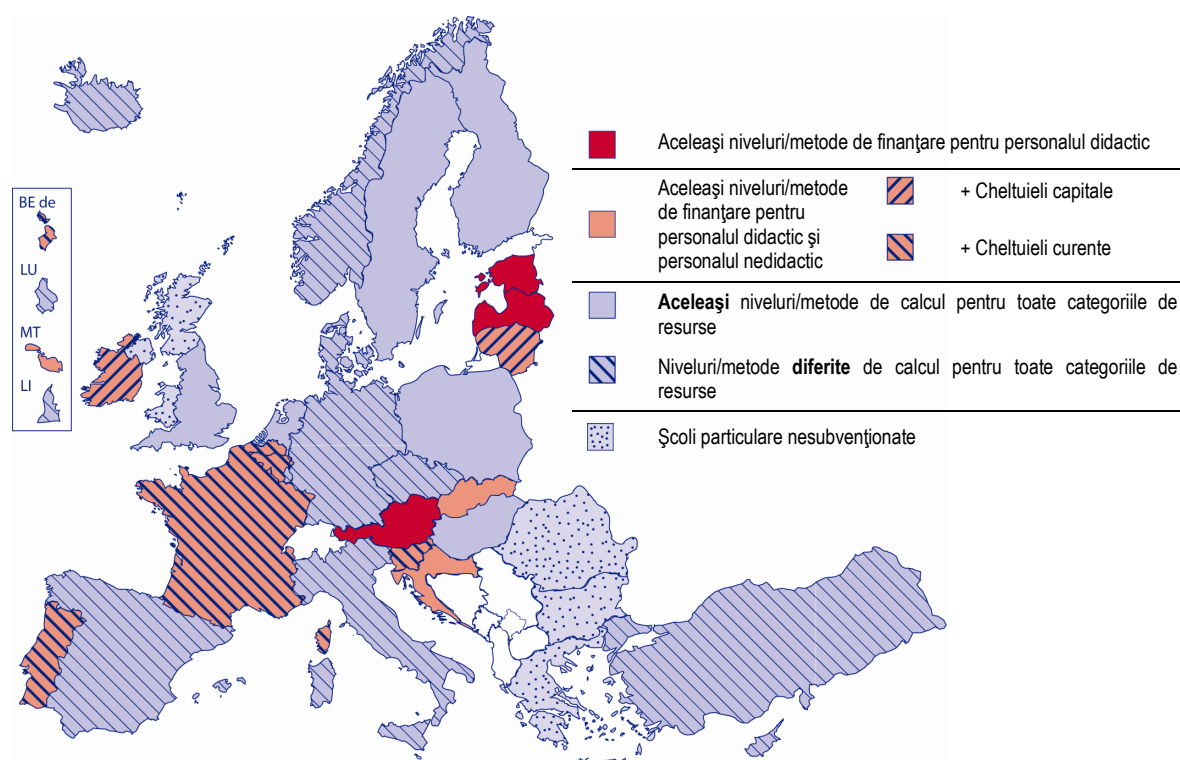 BE de
LU
MT
LI
Aceleaşi niveluri/metode de finanţare pentru personalul didactic
Aceleaşi niveluri/metode
de finanţare pentru
personalul didactic şi
personalul nedidactic
+ Cheltuieli capitale
+ Cheltuieli curente
Aceleaşi niveluri/metode de calcul pentru toate categoriile de
resurse
Niveluri/metode diferite de calcul pentru toate categoriile de
resurse
Şcoli particulare nesubvenţionate